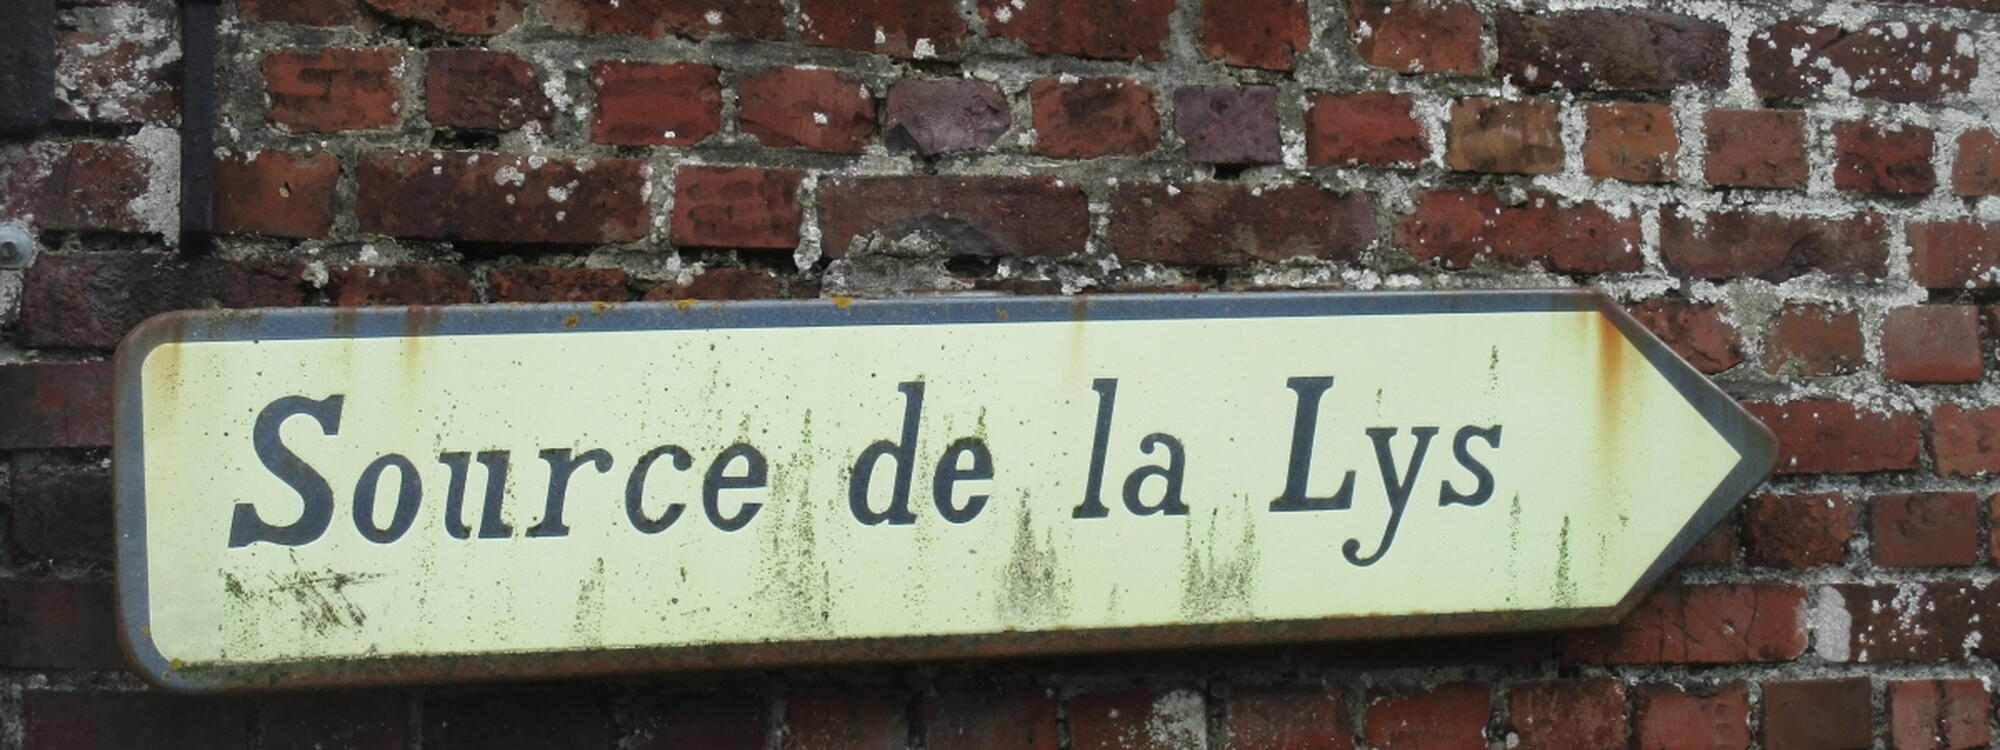 Source de la Lys